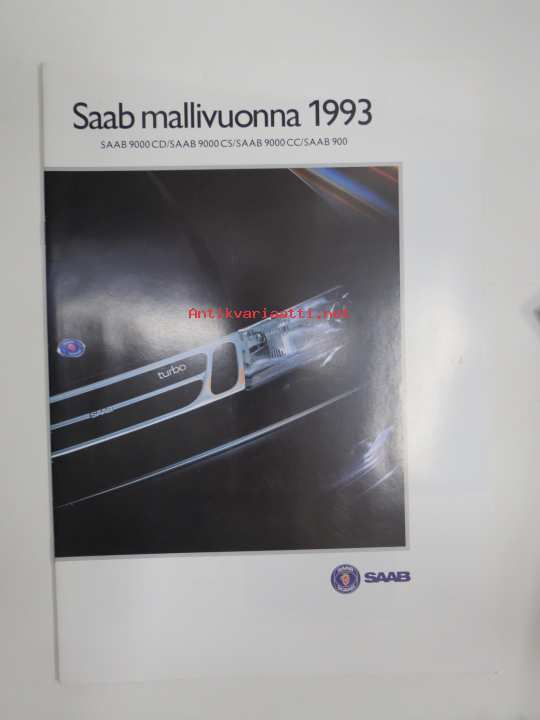 Saab mallivuonna 1993
SAAB 9000 CD/SAAB 9000 CS/SAAB 9000 CC/SAAB 900
Antikvariaatti.net
turbo
SAAB
SAAB